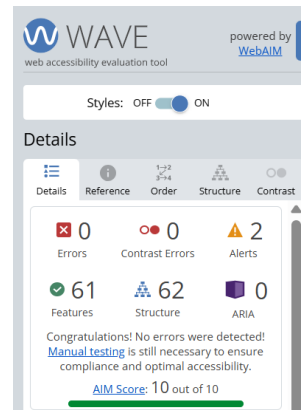 WAVE
web accessibility evaluation tool
powered by
WebAIM
Styles: OFF ON
Details
Details Reference Order Structure Contrast
0 0 2
Errors Contrast Errors Alerts
61 62 0
Features Structure ARIA
Congratulations! No errors were detected!
Manual testing is still necessary to ensure
compliance and optimal accessibility.
AIM Score: 10 out of 10